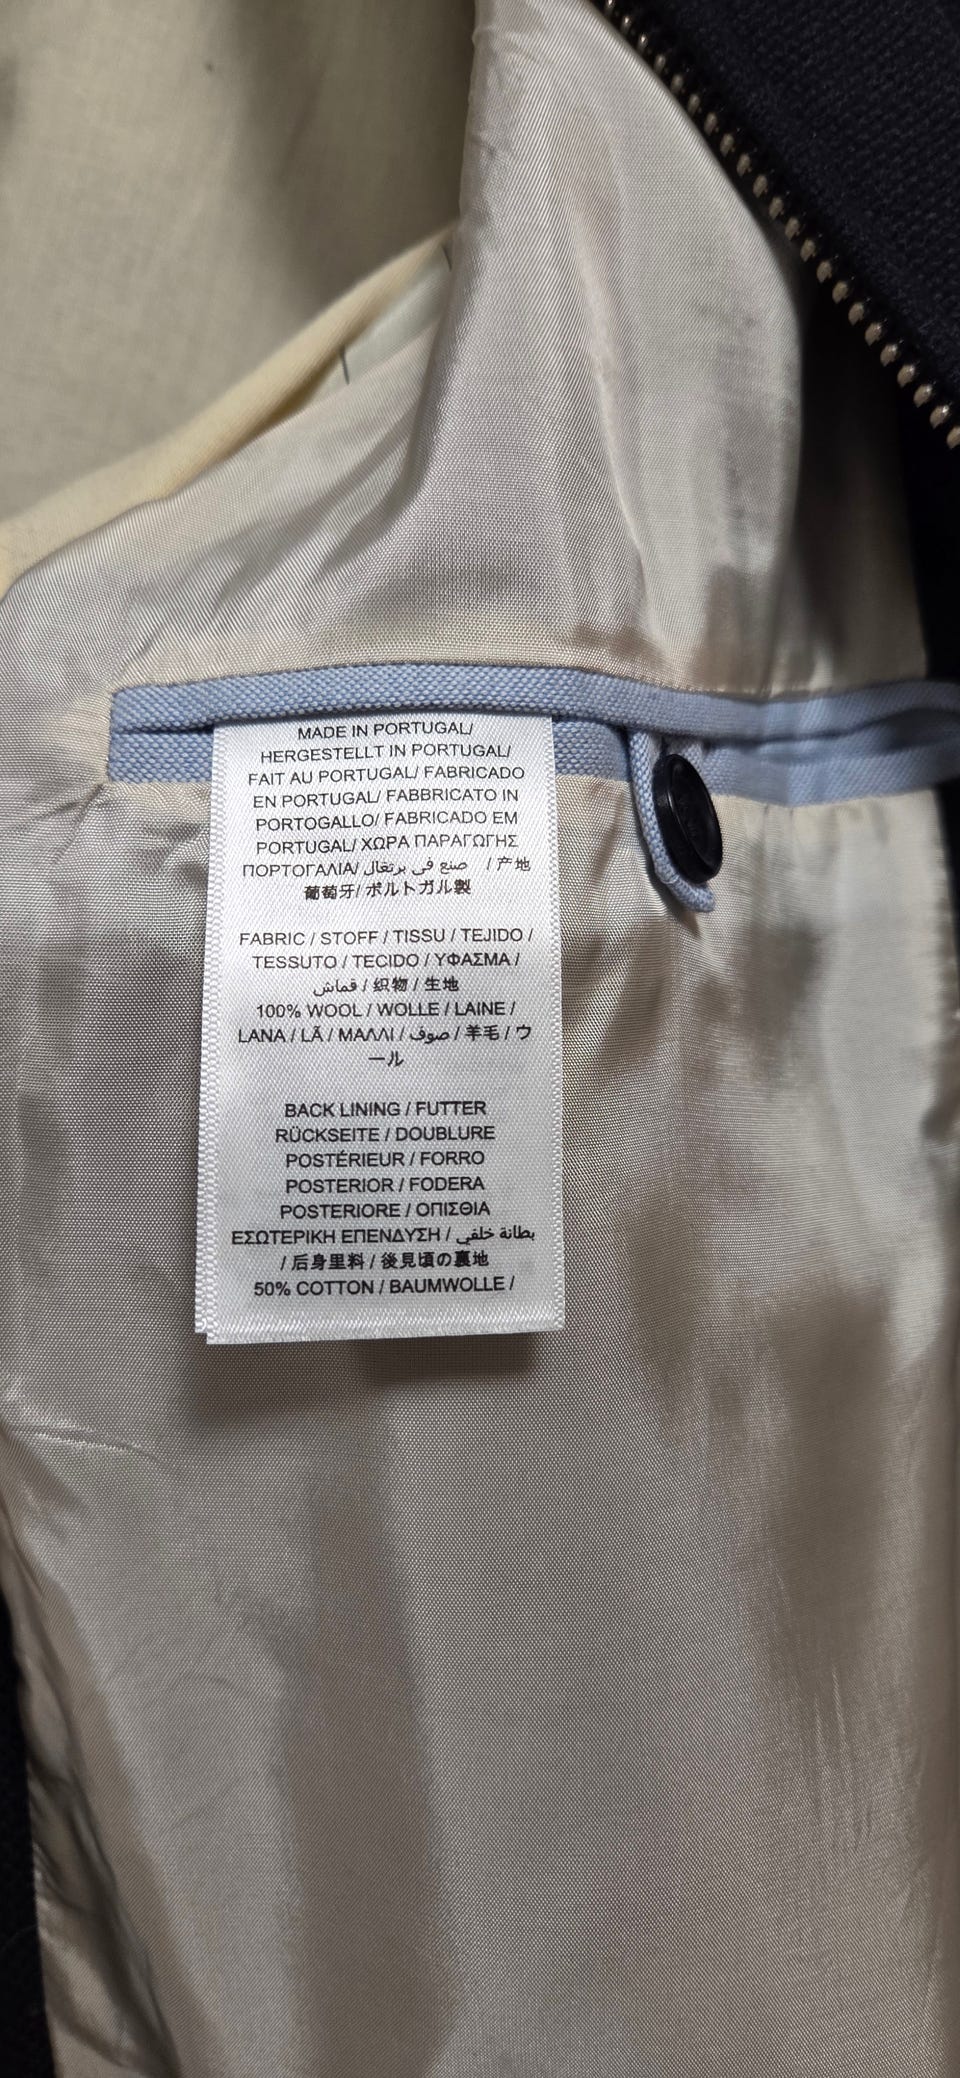 MADE IN PORTUGAL/
HERGESTELLT IN PORTUGAL/
FAIT AU PORTUGAL/ FABRICADO
EN PORTUGAL/ FABBRICATO IN
PORTOGALLO/ FABRICADO EM
PORTUGAL/ ΧΩΡΑ ΠΑΡΑΓΩΓΗΣ
ΠΟΡΤΟΓΑΛΙΑ/ صنع في برتغال / 产地
葡萄牙/ ポルトガル製
FABRIC / STOFF / TISSU / TEJIDO /
TESSUTO / TECIDO / ΥΦΑΣΜΑ /
قماش / 织物 / 生地
100% WOOL / WOLLE / LAINE /
LANA / LÃ / ΜΑΛΛΙ / صوف / 羊毛 / ウ
ール
BACK LINING / FUTTER
RÜCKSEITE / DOUBLURE
POSTÉRIEUR / FORRO
POSTERIOR / FODERA
POSTERIORE / ΟΠΙΣΘΙΑ
ΕΣΩΤΕΡΙΚΗ ΕΠΕΝΔΥΣΗ / بطانة خلفي
/ 后身里料 / 後見頃の裏地
50% COTTON / BAUMWOLLE /